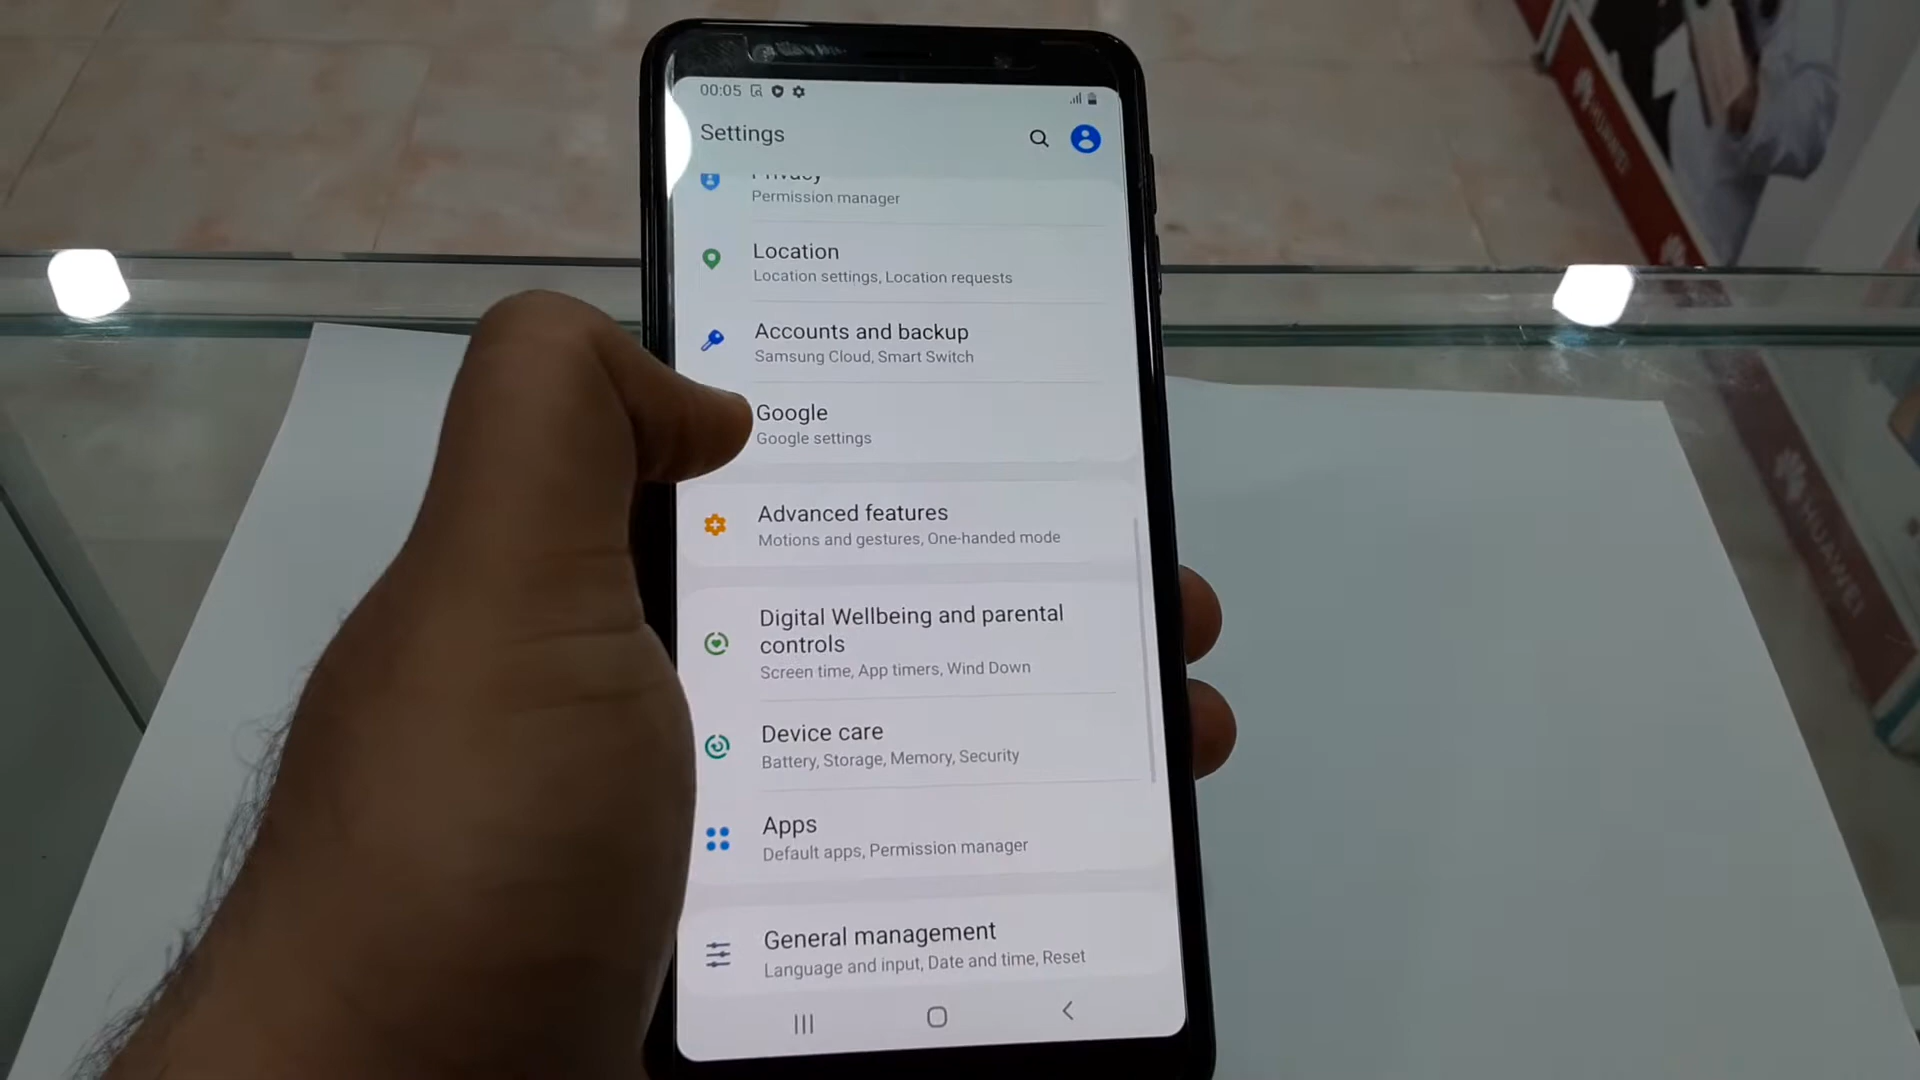 00:05
Settings
Privacy
Permission manager
Location
Location settings, Location requests
Accounts and backup
Samsung Cloud, Smart Switch
Google
Google settings
Advanced features
Motions and gestures, One-handed mode
Digital Wellbeing and parental
controls
Screen time, App timers, Wind Down
Device care
Battery, Storage, Memory, Security
Apps
Default apps, Permission manager
General management
Language and input, Date and time, Reset
HUAWEI
HUAWEI